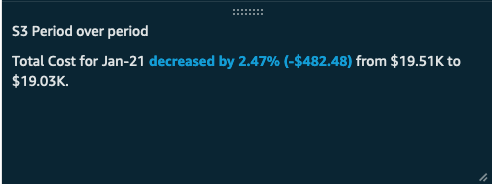 S3 Period over period
Total Cost for Jan-21 decreased by 2.47% (-$482.48) from $19.51K to
$19.03K.